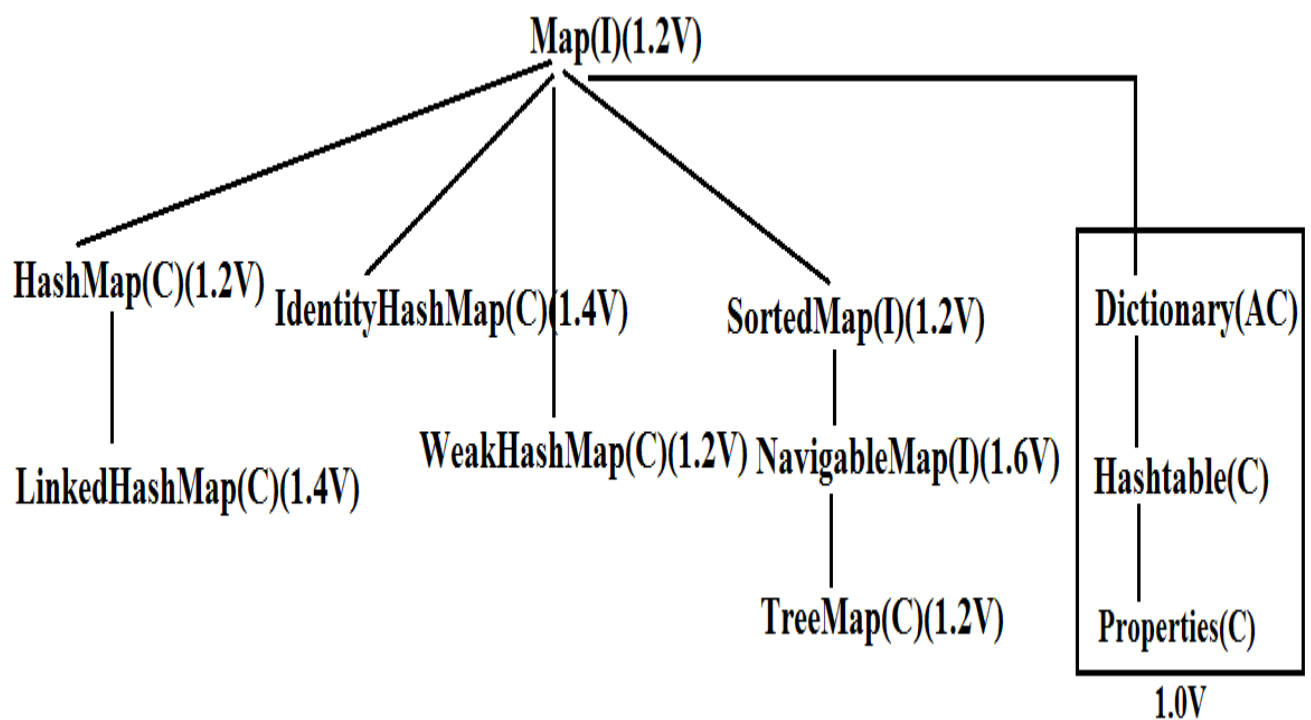 Map(I)(1.2V)
HashMap(C)(1.2V)
IdentityHashMap(C)(1.4V)
SortedMap(I)(1.2V)
Dictionary(AC)
LinkedHashMap(C)(1.4V)
WeakHashMap(C)(1.2V)
NavigableMap(I)(1.6V)
Hashtable(C)
TreeMap(C)(1.2V)
Properties(C)
1.0V